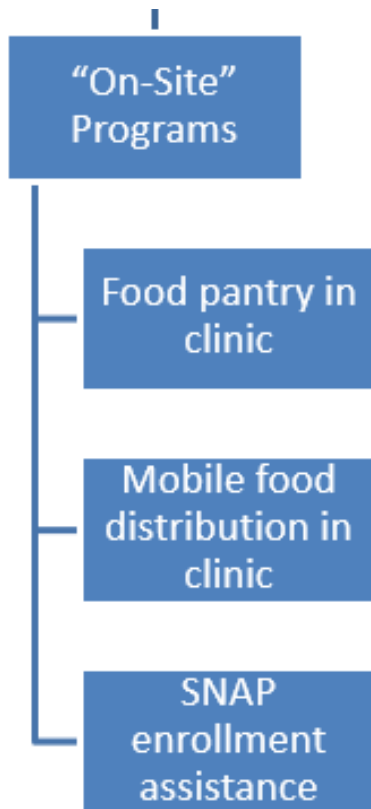 “On-Site”
Programs
Food pantry in
clinic
Mobile food
distribution in
clinic
SNAP
enrollment
assistance